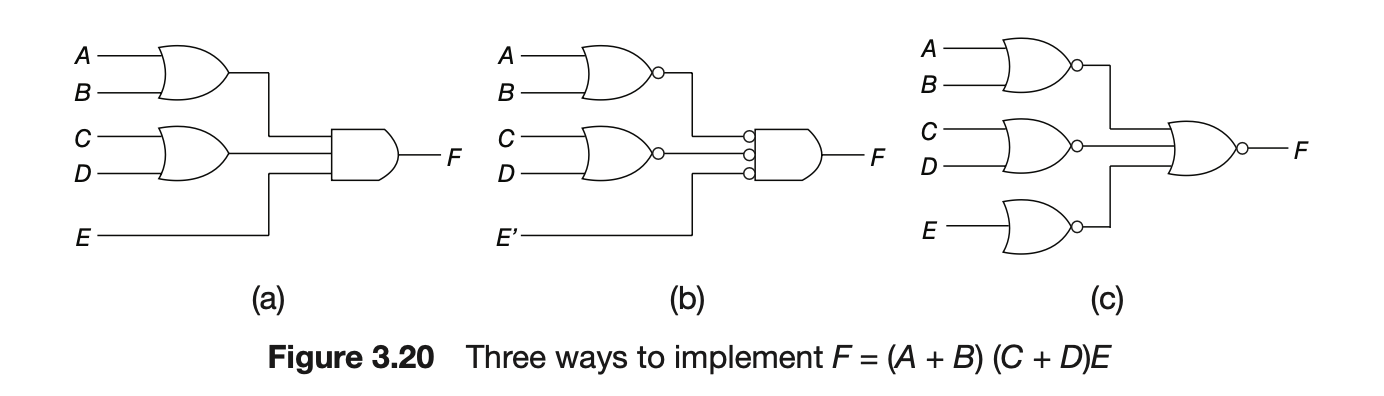 A
B
C
D
E
F
(a)
A
B
C
D
E’
F
(b)
A
B
C
D
E
F
(c)
Figure 3.20 Three ways to implement F = (A + B) (C + D)E